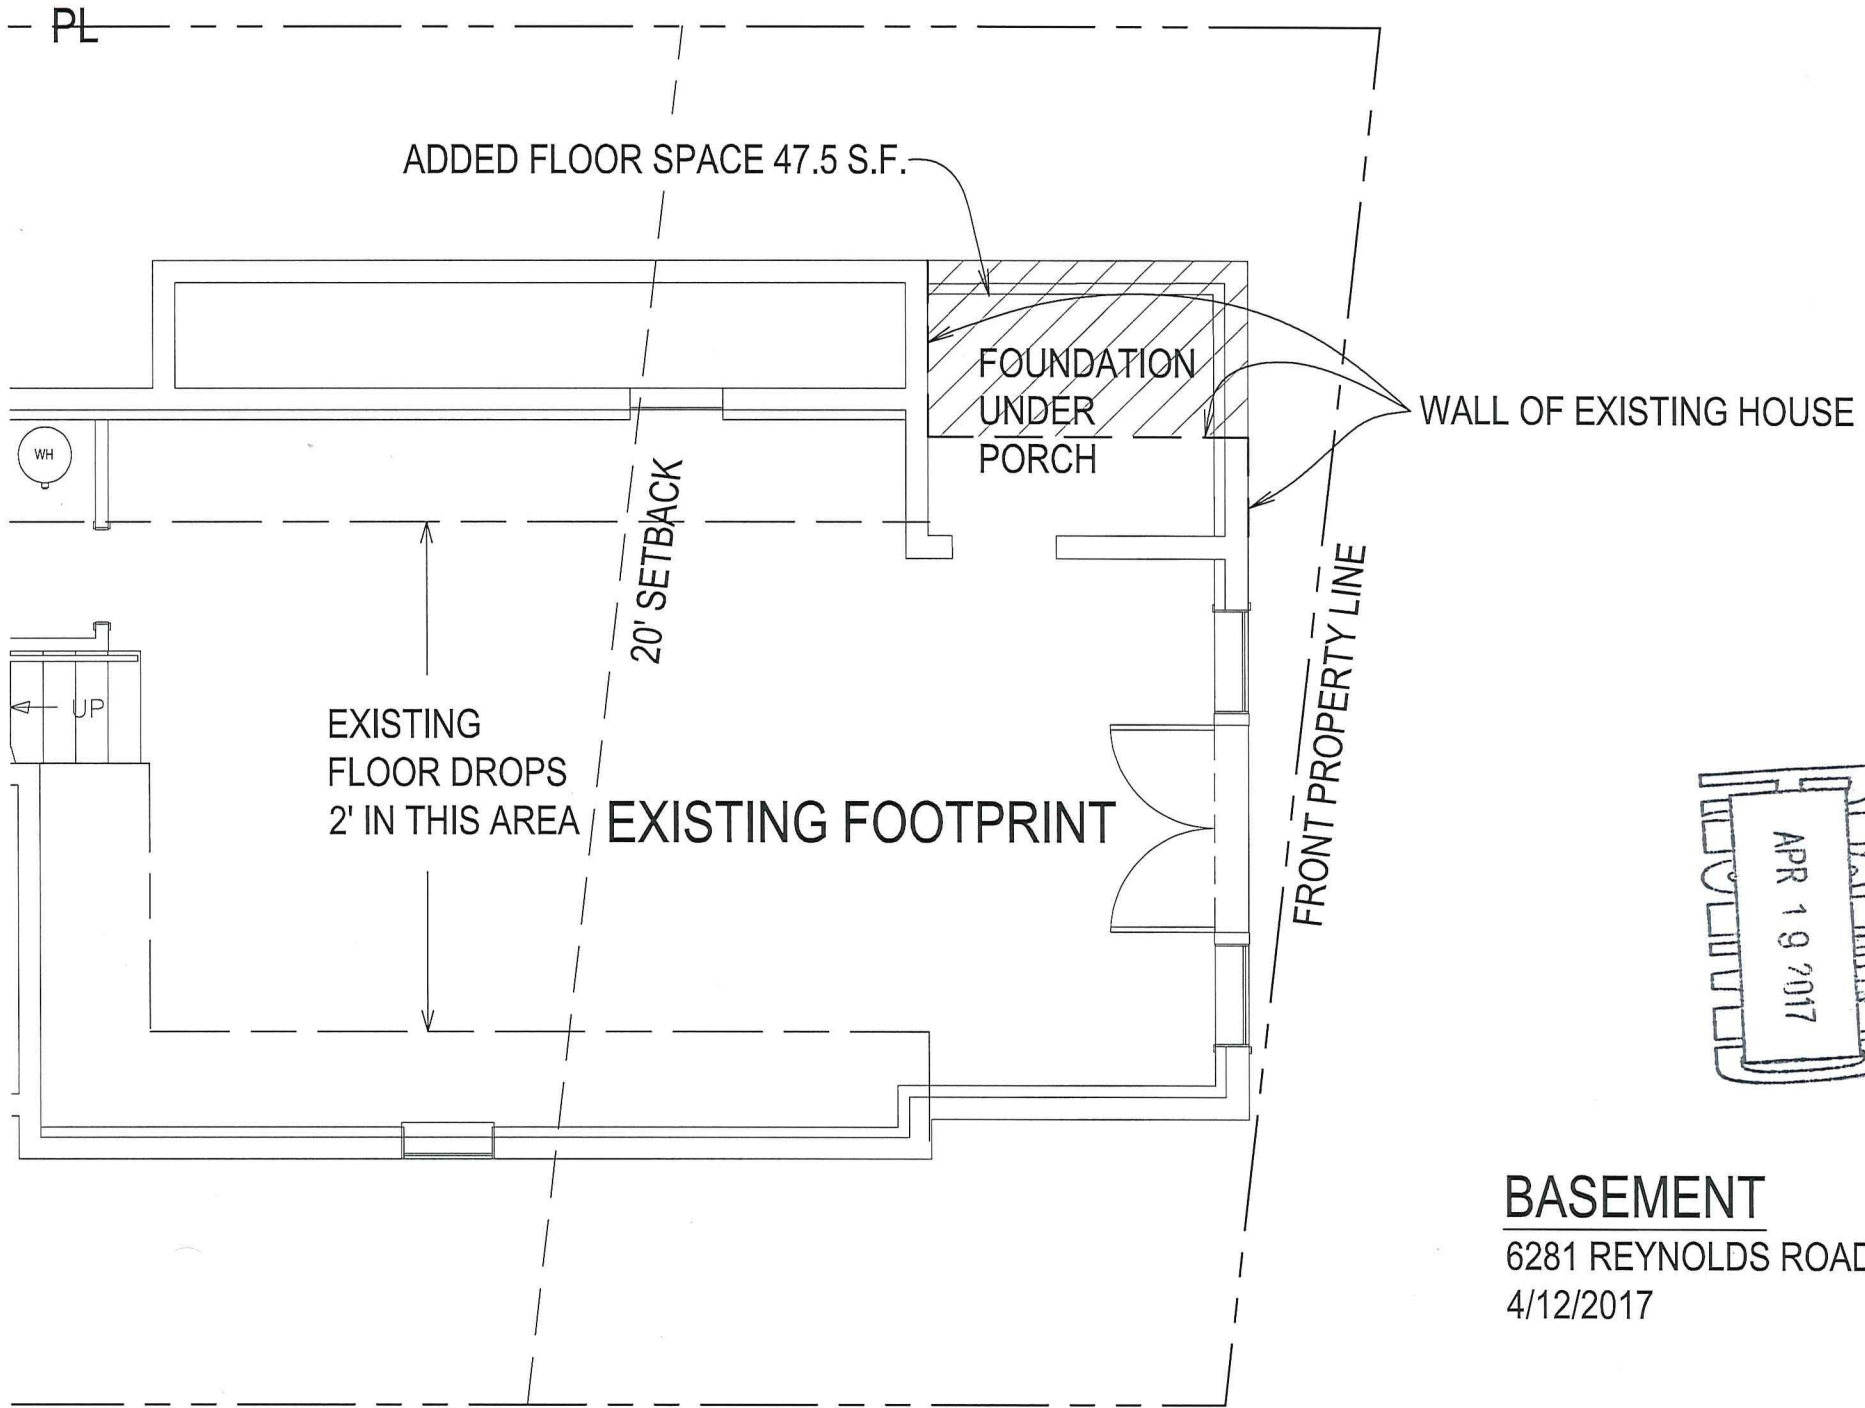 PL
ADDED FLOOR SPACE 47.5 S.F.
FOUNDATION
UNDER
PORCH
WALL OF EXISTING HOUSE
WH
20' SETBACK
UP
EXISTING
FLOOR DROPS
2' IN THIS AREA
EXISTING FOOTPRINT
FRONT PROPERTY LINE
APR 19 2017
BASEMENT
6281 REYNOLDS ROAD
4/12/2017